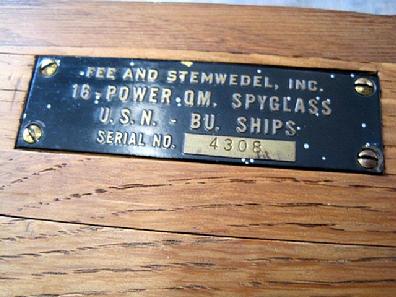 FEE AND STEMWEDEL, INC.
16-POWER QM. SPYGLASS
U.S.N. - BU. SHIPS
SERIAL NO. 4308